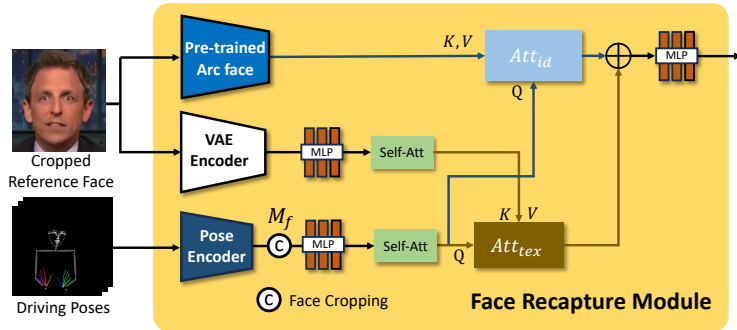 Pre-trained
Arc face
K, V
Att_id
MLP
Q
VAE
Encoder
MLP
Self-Att
Cropped
Reference Face
M_f
K V
Pose
Encoder
C
MLP
Self-Att
Q
Att_tex
C Face Cropping
Face Recapture Module
Driving Poses